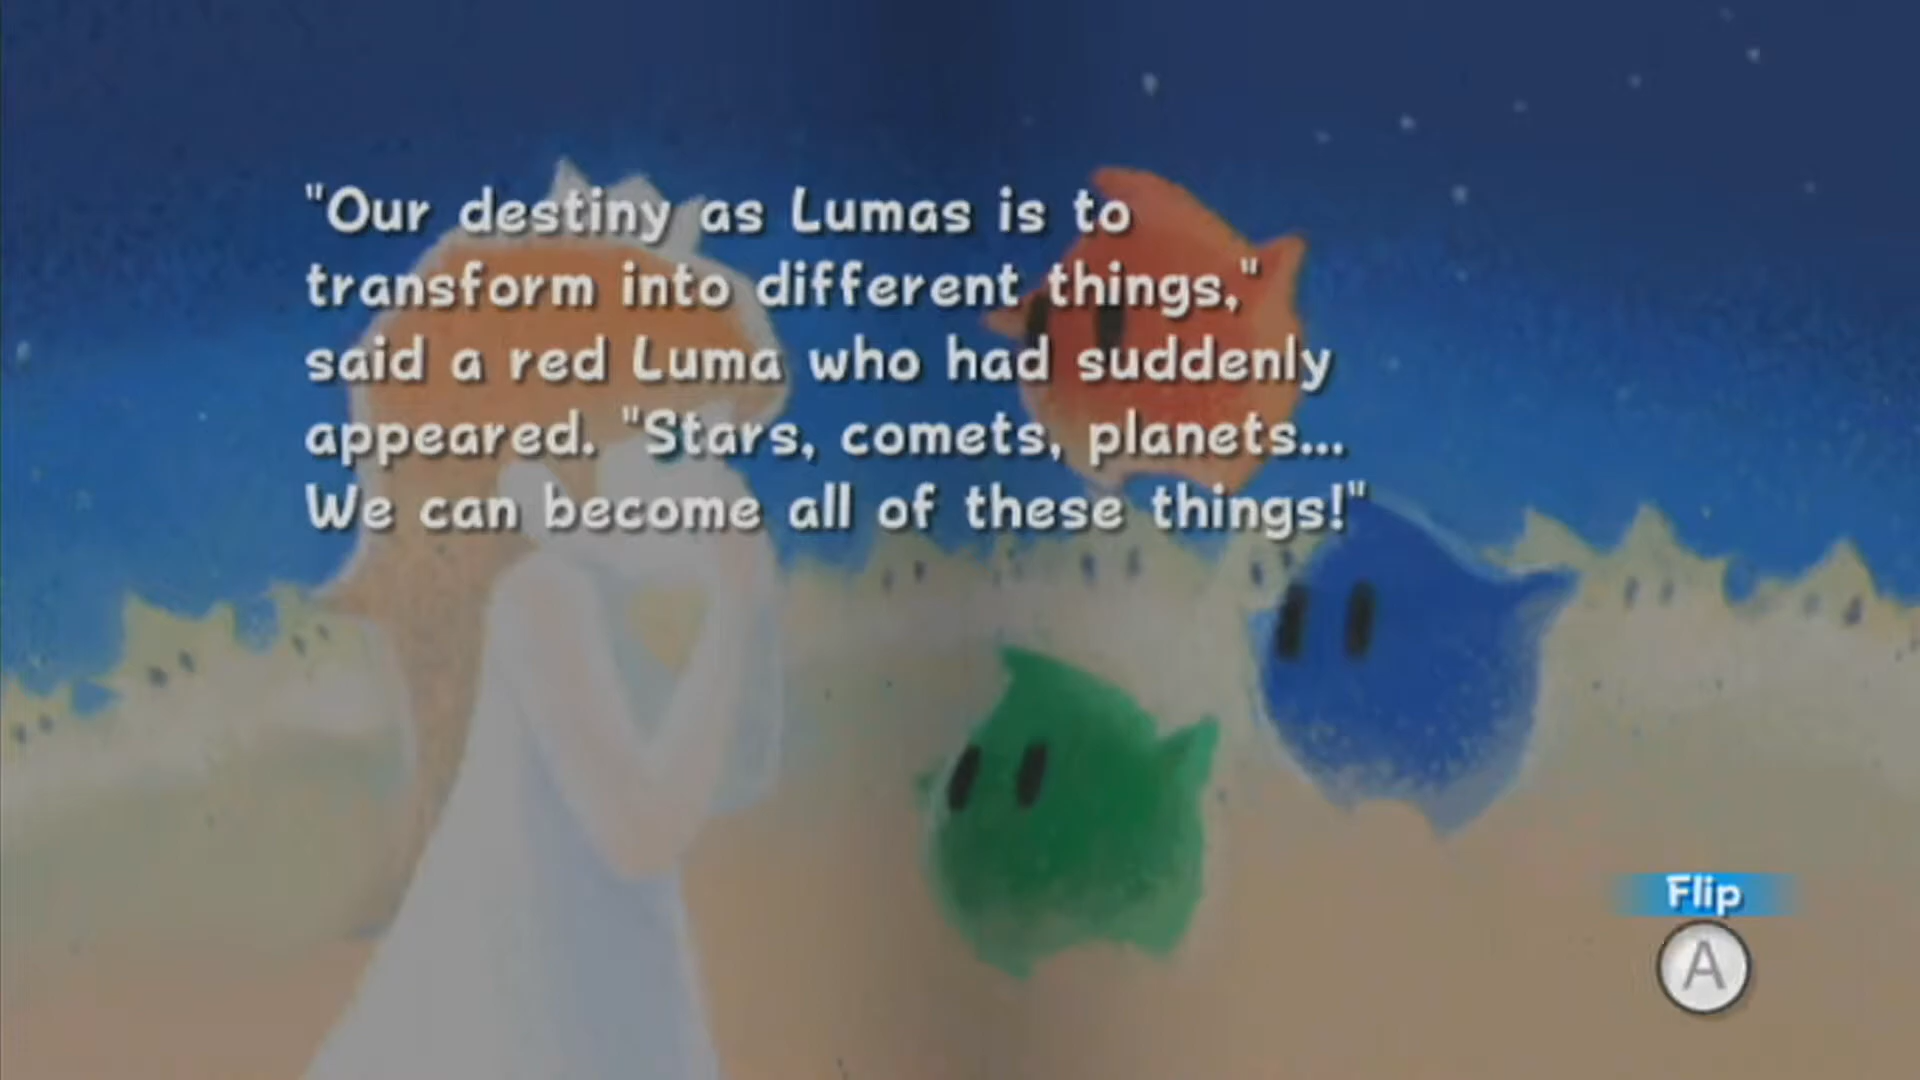 "Our destiny as Lumas is to
transform into different things,"
said a red Luma who had suddenly
appeared. "Stars, comets, planets...
We can become all of these things!"
Flip
A